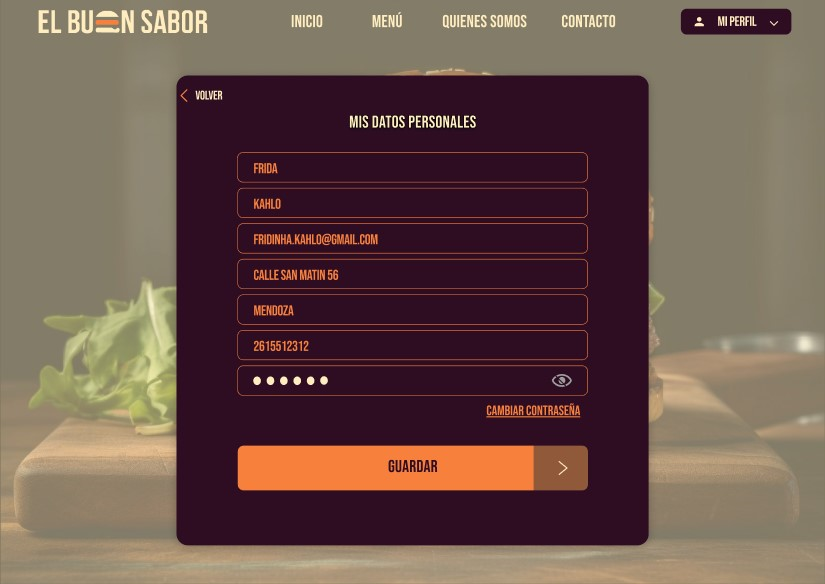 EL BUEN SABOR
INICIO
MENÚ
QUIENES SOMOS
CONTACTO
MI PERFIL
VOLVER
MIS DATOS PERSONALES
FRIDA
KAHLO
FRIDINHA.KAHLO@GMAIL.COM
CALLE SAN MATIN 56
MENDOZA
2615512312
CAMBIAR CONTRASEÑA
GUARDAR